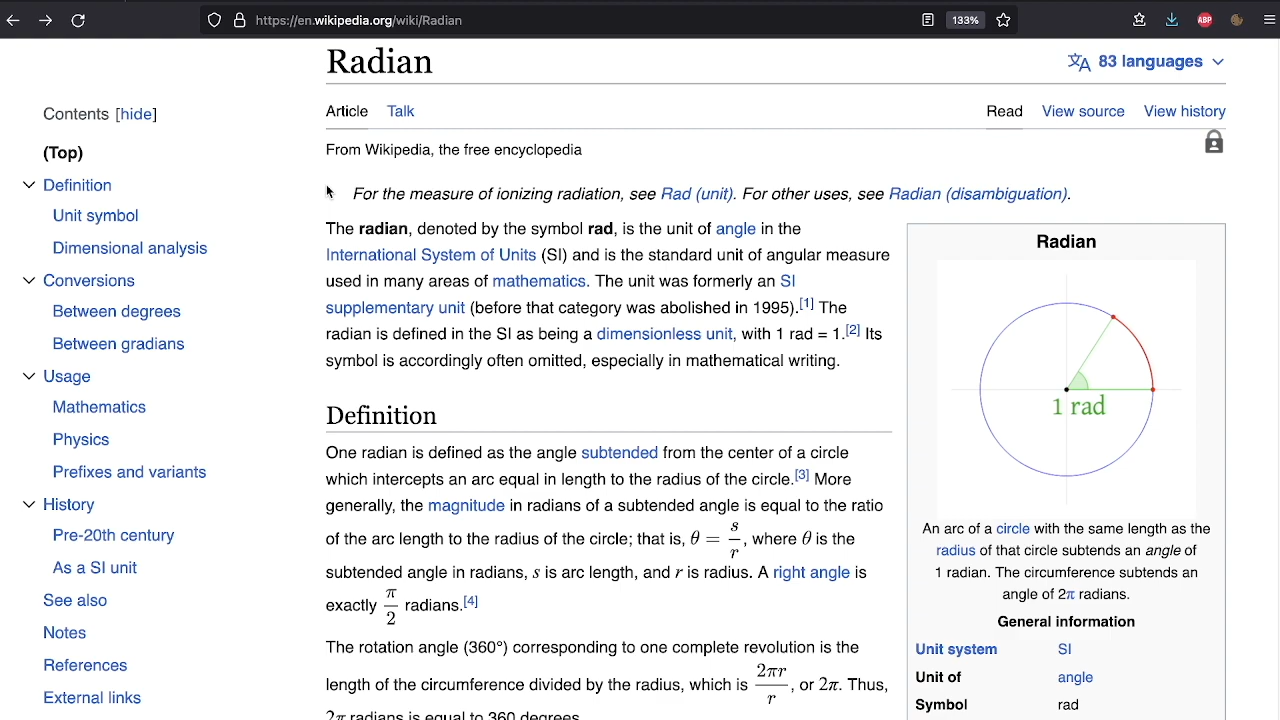 https://en.wikipedia.org/wiki/Radian
133%
ABP
Radian
83 languages
Article Talk
Read View source View history
From Wikipedia, the free encyclopedia
Contents [hide]
(Top)
Definition
Unit symbol
Dimensional analysis
Conversions
Between degrees
Between gradians
Usage
Mathematics
Physics
Prefixes and variants
History
Pre-20th century
As a SI unit
See also
Notes
References
External links
For the measure of ionizing radiation, see Rad (unit). For other uses, see Radian (disambiguation).
The radian, denoted by the symbol rad, is the unit of angle in the
International System of Units (SI) and is the standard unit of angular measure
used in many areas of mathematics. The unit was formerly an SI
supplementary unit (before that category was abolished in 1995).[1] The
radian is defined in the SI as being a dimensionless unit, with 1 rad = 1.[2] Its
symbol is accordingly often omitted, especially in mathematical writing.
Definition
One radian is defined as the angle subtended from the center of a circle
which intercepts an arc equal in length to the radius of the circle.[3] More
generally, the magnitude in radians of a subtended angle is equal to the ratio
of the arc length to the radius of the circle; that is, θ = s/r, where θ is the
subtended angle in radians, s is arc length, and r is radius. A right angle is
exactly π/2 radians.[4]
The rotation angle (360°) corresponding to one complete revolution is the
length of the circumference divided by the radius, which is 2πr/r, or 2π. Thus,
2π radians is equal to 360 degrees.
Radian
1 rad
An arc of a circle with the same length as the
radius of that circle subtends an angle of
1 radian. The circumference subtends an
angle of 2π radians.
General information
Unit system SI
Unit of angle
Symbol rad